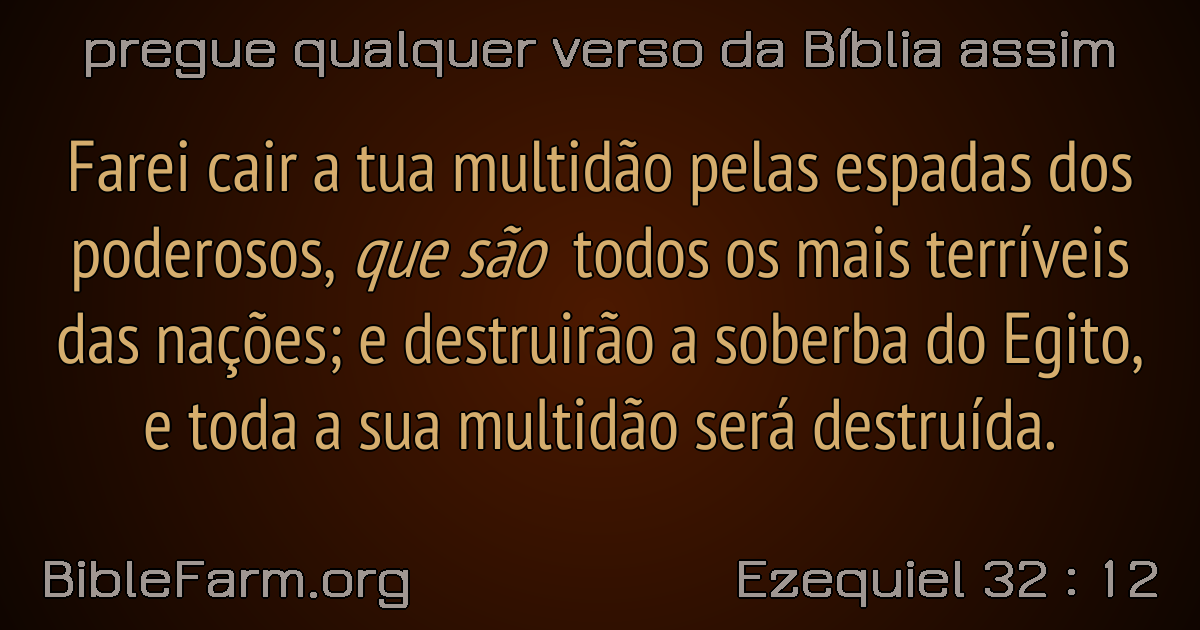 pregue qualquer verso da Bíblia assim
Farei cair a tua multidão pelas espadas dos
poderosos, que são todos os mais terríveis
das nações; e destruirão a soberba do Egito,
e toda a sua multidão será destruída.
BibleFarm.org
Ezequiel 32 : 12